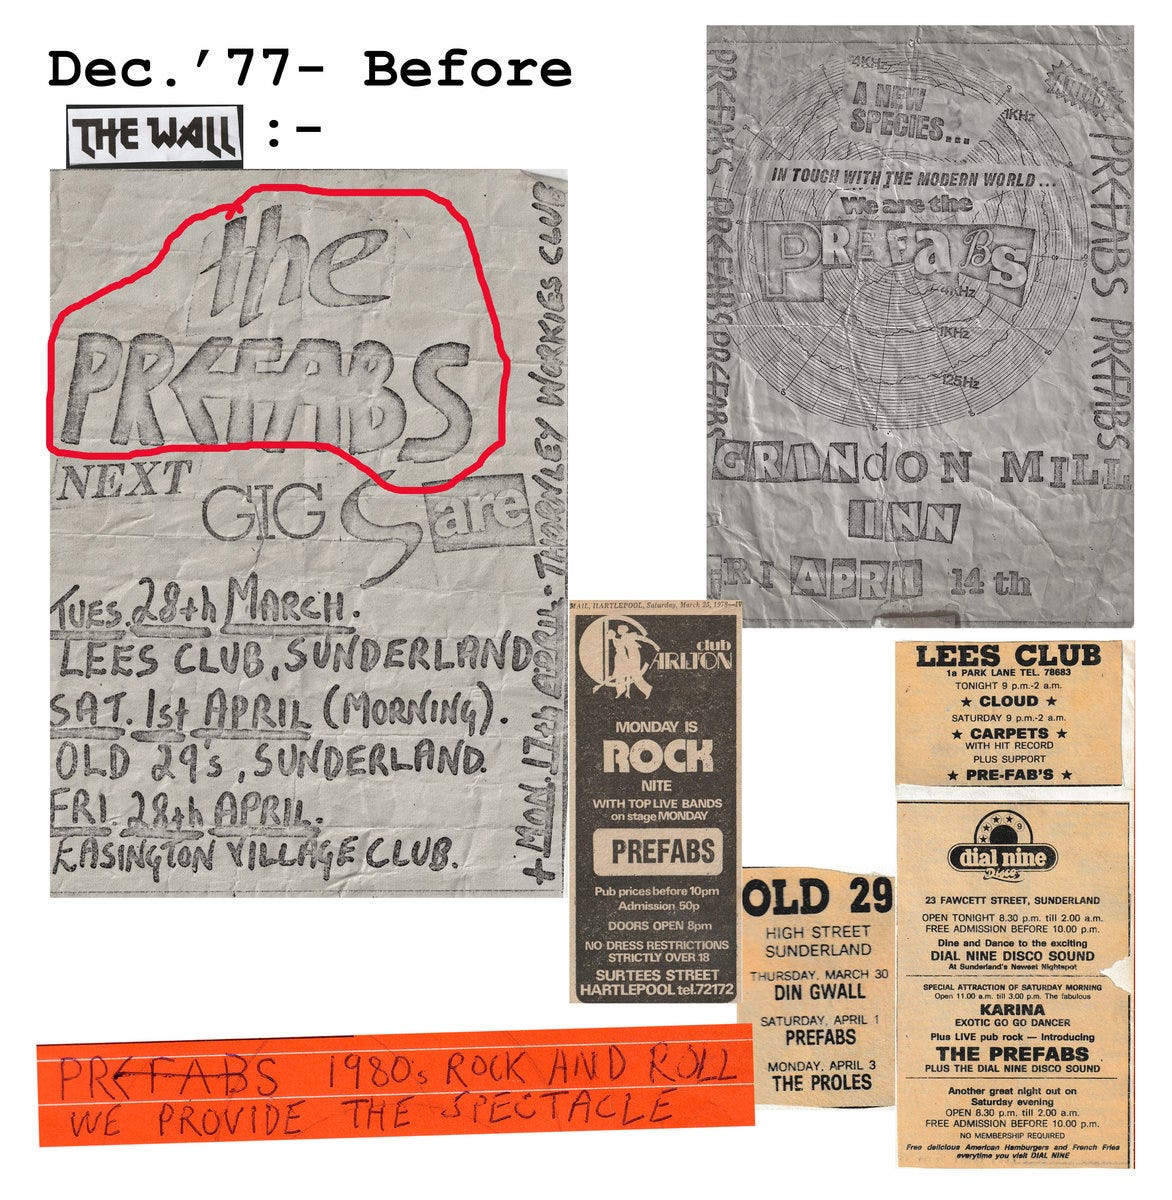 Dec.'77- Before
THE WALL :-
the
PREFABS
NEXT
GIGS are
TUES. 28th MARCH.
LEES CLUB, SUNDERLAND
SAT. 1st APRIL (MORNING).
OLD 29's, SUNDERLAND.
FRI. 28th APRIL.
EASINGTON VILLAGE CLUB.
+ MON. 17th APRIL - THORNLEY WORKIES CLUB
4KHz
A NEW
SPECIES...
1KHz
IN TOUCH WITH THE MODERN WORLD...
We are the
PREFaBS
4KHz
1KHz
125Hz
PREFABS PREFABS PREFABS
PREFABS PREFABS
GRINdON MILL
INN
FRI APRIL 14th
MAIL, HARTLEPOOL, Saturday, March 25, 1978—IV
club
CARLTON
MONDAY IS
ROCK
NITE
WITH TOP LIVE BANDS
on stage MONDAY
PREFABS
Pub prices before 10pm
Admission 50p
DOORS OPEN 8pm
NO DRESS RESTRICTIONS
STRICTLY OVER 18
SURTEES STREET
HARTLEPOOL tel.72172
LEES CLUB
1a PARK LANE TEL. 78683
TONIGHT 9 p.m.-2 a.m.
★ CLOUD ★
SATURDAY 9 p.m.-2 a.m.
★ CARPETS ★
WITH HIT RECORD
PLUS SUPPORT
★ PRE-FAB'S ★
OLD 29
HIGH STREET
SUNDERLAND
THURSDAY, MARCH 30
DIN GWALL
SATURDAY, APRIL 1
PREFABS
MONDAY, APRIL 3
THE PROLES
9
dial nine
Disco
23 FAWCETT STREET, SUNDERLAND
OPEN TONIGHT 8.30 p.m. till 2.00 a.m.
FREE ADMISSION BEFORE 10.00 p.m.
Dine and Dance to the exciting
DIAL NINE DISCO SOUND
At Sunderland's Newest Nightspot
SPECIAL ATTRACTION OF SATURDAY MORNING
Open 11.00 a.m. till 3.00 p.m. The fabulous
KARINA
EXOTIC GO GO DANCER
Plus LIVE pub rock — Introducing
THE PREFABS
PLUS THE DIAL NINE DISCO SOUND
Another great night out on
Saturday evening
OPEN 8.30 p.m. till 2.00 a.m.
FREE ADMISSION BEFORE 10.00 p.m.
NO MEMBERSHIP REQUIRED
Free delicious American Hamburgers and French Fries
everytime you visit DIAL NINE
PREFABS 1980s ROCK AND ROLL
WE PROVIDE THE SPECTACLE